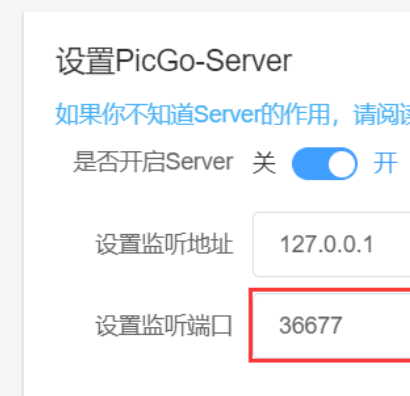 设置PicGo-Server
如果你不知道Server的作用，请阅读
是否开启Server 关 开
设置监听地址 127.0.0.1
设置监听端口 36677